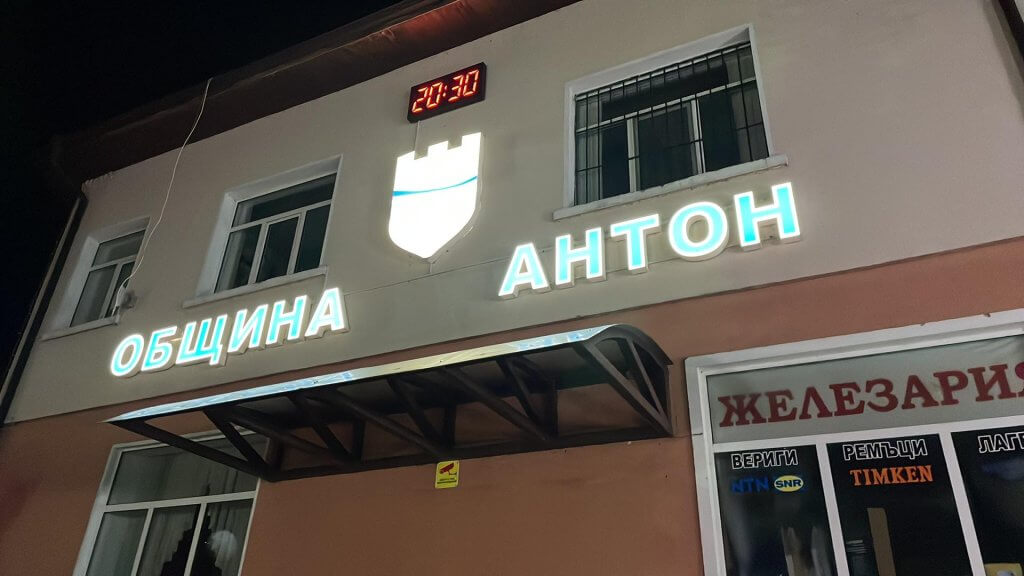 20:30
ОБЩИНА АНТОН
ЖЕЛЕЗАРИЯ
ВЕРИГИ
NTN SNR
РЕМЪЦИ
TIMKEN